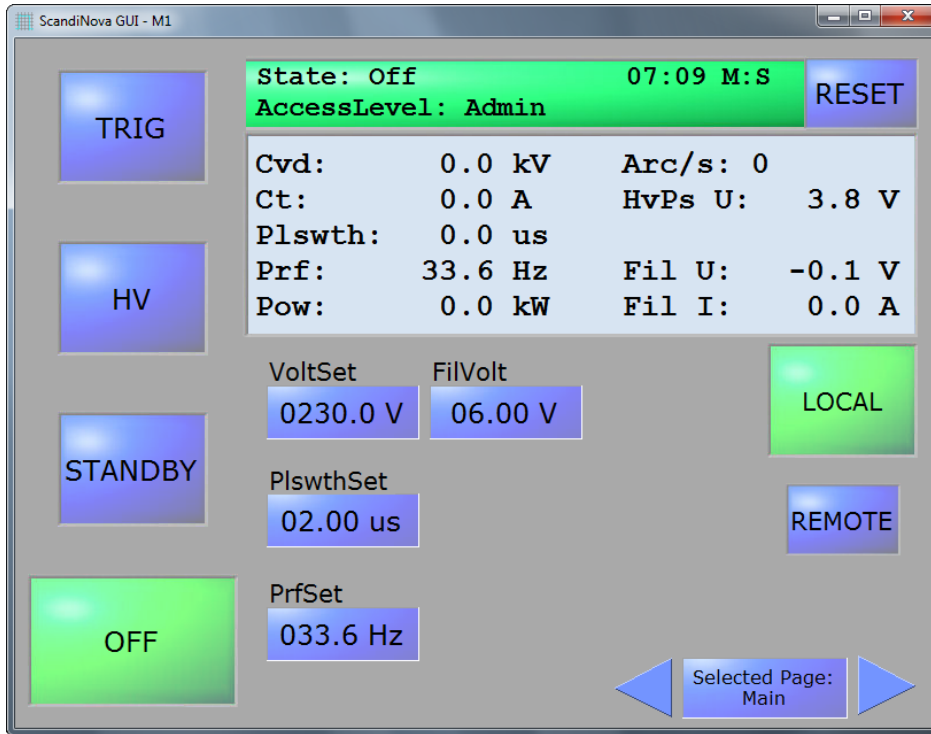 ScandiNova GUI - M1
TRIG
State: Off 07:09 M:S
AccessLevel: Admin
RESET
Cvd: 0.0 kV Arc/s: 0
Ct: 0.0 A HvPs U: 3.8 V
Plswth: 0.0 us
Prf: 33.6 Hz Fil U: -0.1 V
Pow: 0.0 kW Fil I: 0.0 A
HV
VoltSet FilVolt
0230.0 V 06.00 V
LOCAL
STANDBY
PlswthSet
02.00 us
REMOTE
PrfSet
033.6 Hz
OFF
Selected Page:
Main